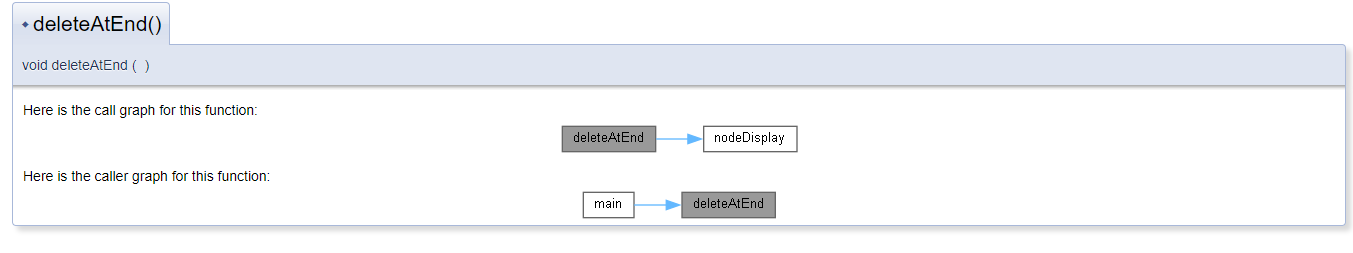 deleteAtEnd()
void deleteAtEnd ( )
Here is the call graph for this function:
deleteAtEnd nodeDisplay
Here is the caller graph for this function:
main deleteAtEnd